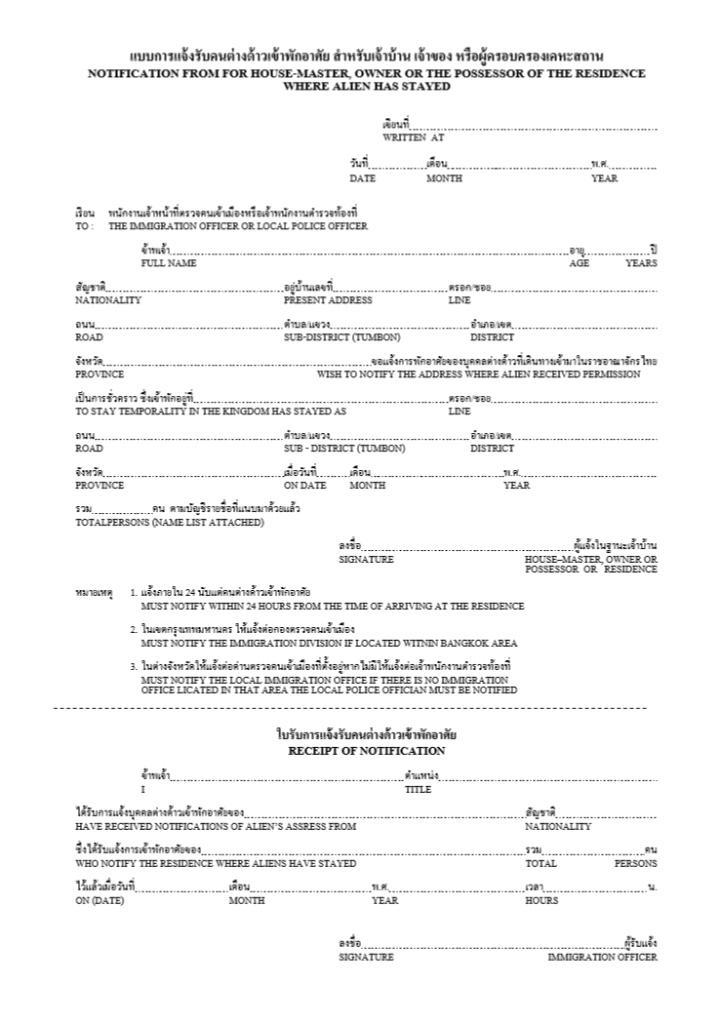 แบบการแจ้งรับคนต่างด้าวเข้าพักอาศัย สำหรับเจ้าบ้าน เจ้าของ หรือผู้ครอบครองเคหะสถาน
NOTIFICATION FROM FOR HOUSE-MASTER, OWNER OR THE POSSESSOR OF THE RESIDENCE
WHERE ALIEN HAS STAYED
เขียนที่
WRITTEN AT
วันที่ เดือน พ.ศ.
DATE MONTH YEAR
เรียน พนักงานเจ้าหน้าที่ตรวจคนเข้าเมืองหรือเจ้าพนักงานตำรวจท้องที่
TO : THE IMMIGRATION OFFICER OR LOCAL POLICE OFFICER
ข้าพเจ้า อายุ ปี
FULL NAME AGE YEARS
สัญชาติ อยู่บ้านเลขที่ ตรอก/ซอย
NATIONALITY PRESENT ADDRESS LINE
ถนน ตำบล/แขวง อำเภอ/เขต
ROAD SUB-DISTRICT (TUMBON) DISTRICT
จังหวัด ขอแจ้งการพักอาศัยของบุคคลต่างด้าวที่เดินทางเข้ามาในราชอาณาจักรไทย
PROVINCE WISH TO NOTIFY THE ADDRESS WHERE ALIEN RECEIVED PERMISSION
เป็นการชั่วคราว ซึ่งเข้าพักอยู่ที่ ตรอก/ซอย
TO STAY TEMPORALITY IN THE KINGDOM HAS STAYED AS LINE
ถนน ตำบล/แขวง อำเภอ/เขต
ROAD SUB - DISTRICT (TUMBON) DISTRICT
จังหวัด เมื่อวันที่ เดือน พ.ศ.
PROVINCE ON DATE MONTH YEAR
รวม คน ตามบัญชีรายชื่อที่แนบมาด้วยแล้ว
TOTALPERSONS (NAME LIST ATTACHED)
ลงชื่อ ผู้แจ้งในฐานะเจ้าบ้าน
SIGNATURE HOUSE–MASTER, OWNER OR
POSSESSOR OR RESIDENCE
หมายเหตุ 1. แจ้งภายใน 24 นับแต่คนต่างด้าวเข้าพักอาศัย
MUST NOTIFY WITHIN 24 HOURS FROM THE TIME OF ARRIVING AT THE RESIDENCE
2. ในเขตกรุงเทพมหานคร ให้แจ้งต่อกองตรวจคนเข้าเมือง
MUST NOTIFY THE IMMIGRATION DIVISION IF LOCATED WITNIN BANGKOK AREA
3. ในต่างจังหวัดให้แจ้งต่อด่านตรวจคนเข้าเมืองที่ตั้งอยู่หากไม่มีให้แจ้งต่อเจ้าพนักงานตำรวจท้องที่
MUST NOTIFY THE LOCAL IMMIGRATION OFFICE IF THERE IS NO IMMIGRATION
OFFICE LICATED IN THAT AREA THE LOCAL POLICE OFFICIAN MUST BE NOTIFIED
ใบรับการแจ้งรับคนต่างด้าวเข้าพักอาศัย
RECEIPT OF NOTIFICATION
ข้าพเจ้า ตำแหน่ง
I TITLE
ได้รับการแจ้งบุคคลต่างด้าวเข้าพักอาศัยของ สัญชาติ
HAVE RECEIVED NOTIFICATIONS OF ALIEN'S ASSRESS FROM NATIONALITY
ซึ่งได้รับแจ้งการเข้าพักอาศัยของ รวม คน
WHO NOTIFY THE RESIDENCE WHERE ALIENS HAVE STAYED TOTAL PERSONS
ไว้แล้วเมื่อวันที่ เดือน พ.ศ. เวลา น.
ON (DATE) MONTH YEAR HOURS
ลงชื่อ ผู้รับแจ้ง
SIGNATURE IMMIGRATION OFFICER